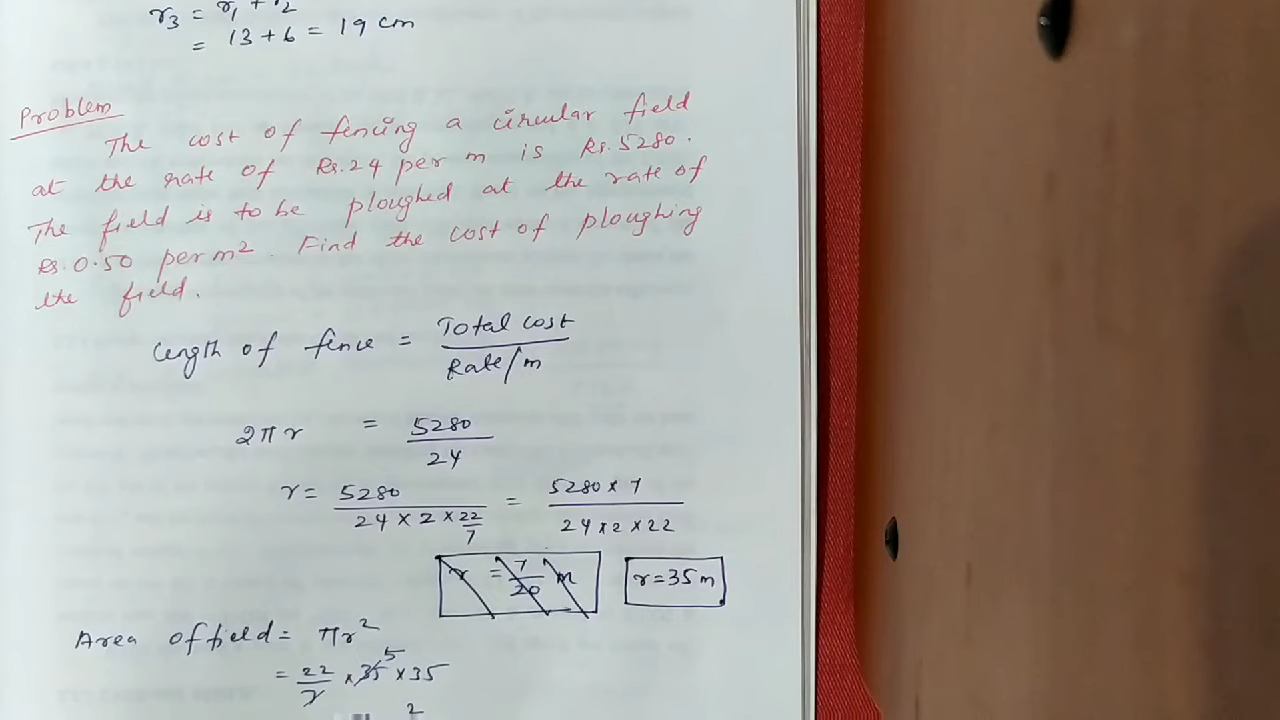 r3 = r1 + r2
= 13 + 6 = 19 cm
Problem
The cost of fencing a circular field
at the rate of Rs.24 per m is Rs.5280.
The field is to be ploughed at the rate of
Rs.0.50 per m². Find the cost of ploughing
the field.
Length of fence = Total cost / Rate/m
2πr = 5280 / 24
r = 5280 / 24 × 2 × 22/7 = 5280 × 7 / 24 × 2 × 22
r = 7/20 m r = 35 m
Area of field = πr²
= 22/7 × 35 5 × 35
2